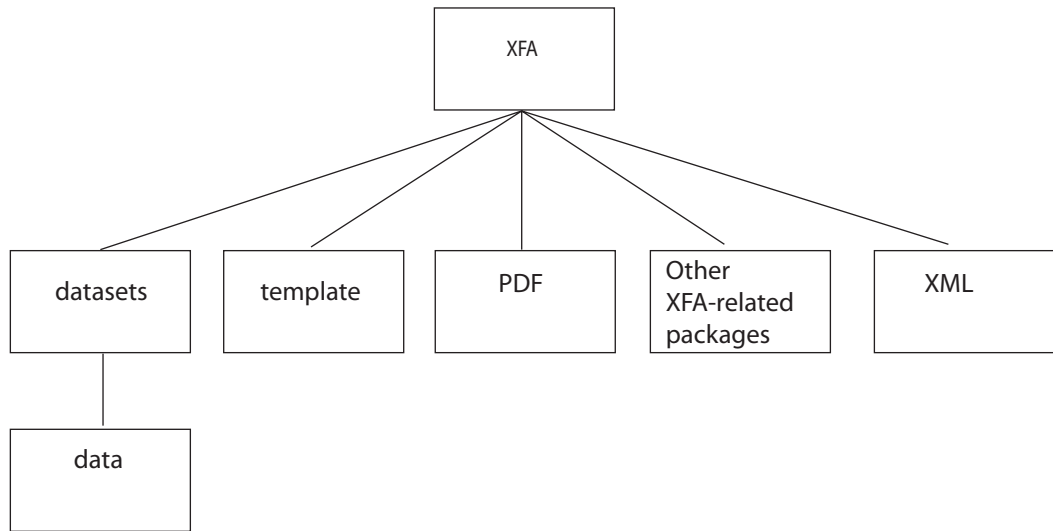 XFA
datasets
template
PDF
Other
XFA-related
packages
XML
data